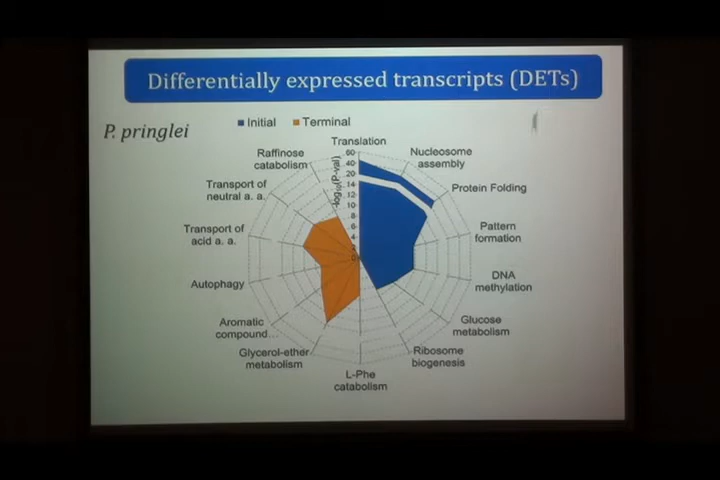 Differentially expressed transcripts (DETs)
P. pringlei
Initial
Terminal
Translation
Nucleosome
assembly
Protein Folding
Pattern
formation
DNA
methylation
Glucose
metabolism
Ribosome
biogenesis
L-Phe
catabolism
Glycerol-ether
metabolism
Aromatic
compound...
Autophagy
Transport of
acid a. a.
Transport of
neutral a. a.
Raffinose
catabolism
-log10(P-val)
60
40
20
14
12
10
8
6
4
2
0